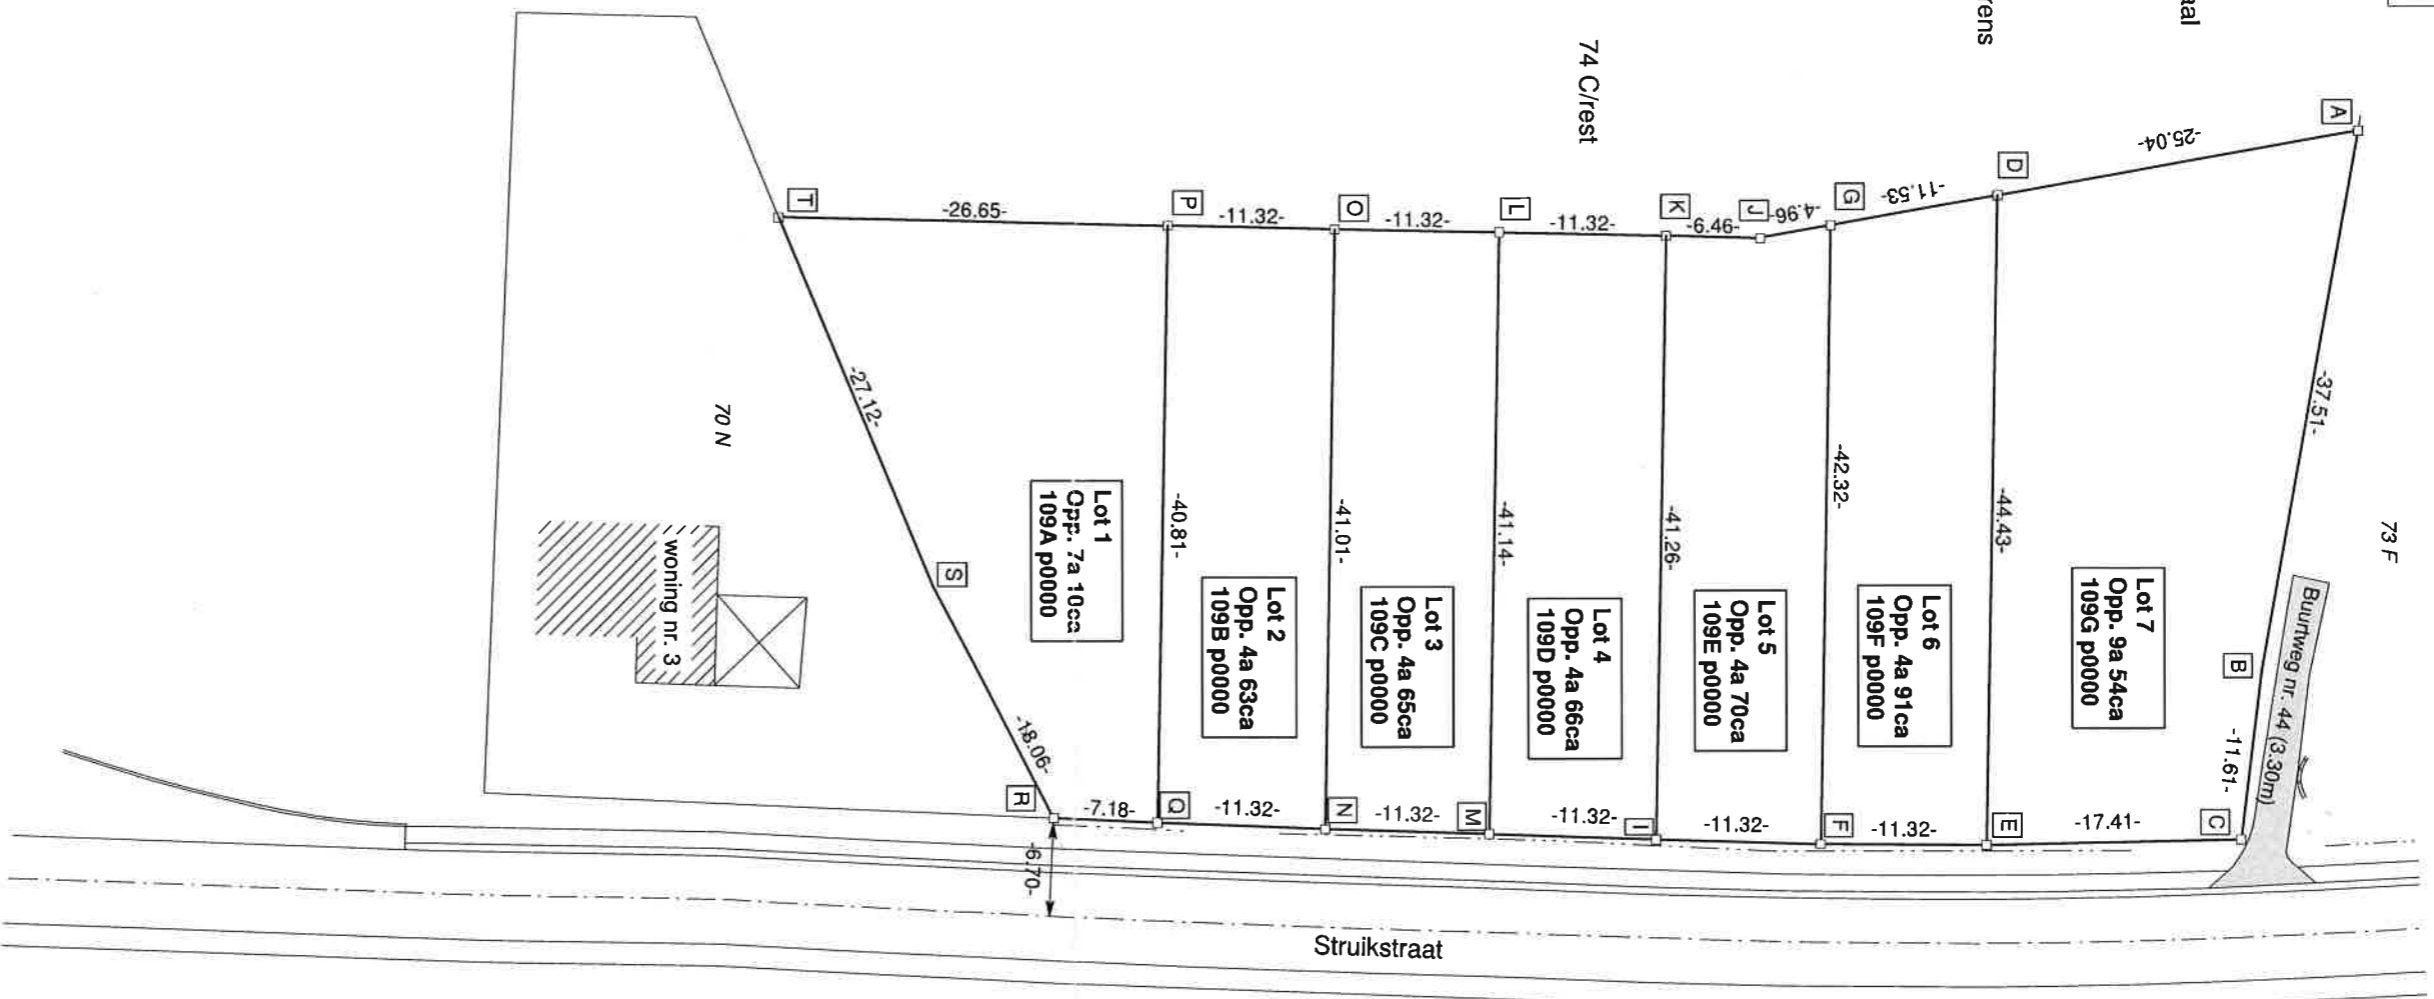 aal
rens
74 C/rest
A
-25.04-
D
-11.53-
G
-4.96-
J
-6.46-
K
-11.32-
L
-11.32-
O
-11.32-
P
-26.65-
T
-37.51-
73 F
Buurtweg nr. 44 (3.30m)
B
-11.61-
C
-27.12-
70 N
S
-18.06-
R
woning nr. 3
-40.81-
-41.01-
-41.14-
-41.26-
-42.32-
-44.43-
Lot 1
Opp. 7a 10ca
109A p0000
Lot 2
Opp. 4a 63ca
109B p0000
Lot 3
Opp. 4a 65ca
109C p0000
Lot 4
Opp. 4a 66ca
109D p0000
Lot 5
Opp. 4a 70ca
109E p0000
Lot 6
Opp. 4a 91ca
109F p0000
Lot 7
Opp. 9a 54ca
109G p0000
-7.18-
Q
-11.32-
N
-11.32-
M
-11.32-
I
-11.32-
F
-11.32-
E
-17.41-
-6.70-
Struikstraat